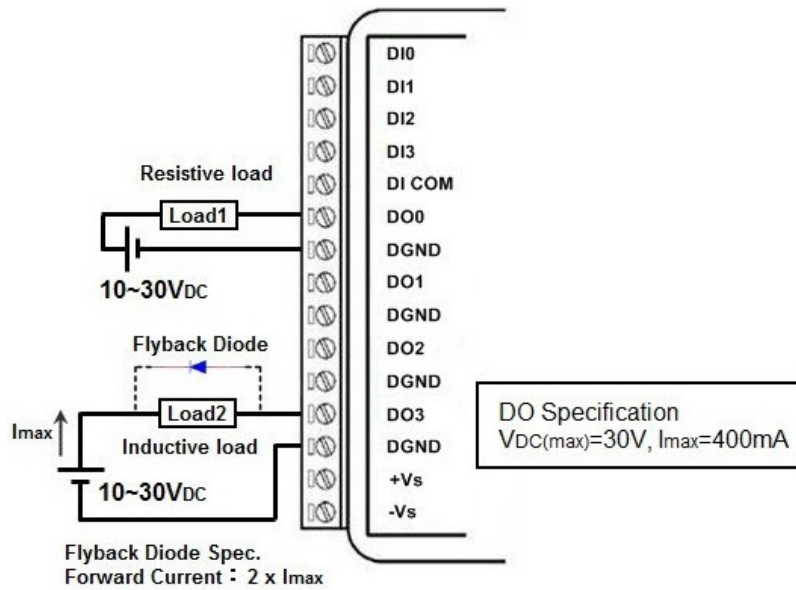 DI0
DI1
DI2
DI3
DI COM
DO0
DGND
DO1
DGND
DO2
DGND
DO3
DGND
+Vs
-Vs
Resistive load
Load1
10~30VDC
Flyback Diode
Load2
Imax
Inductive load
10~30VDC
Flyback Diode Spec.
Forward Current : 2 x Imax
DO Specification
VDC(max)=30V, Imax=400mA